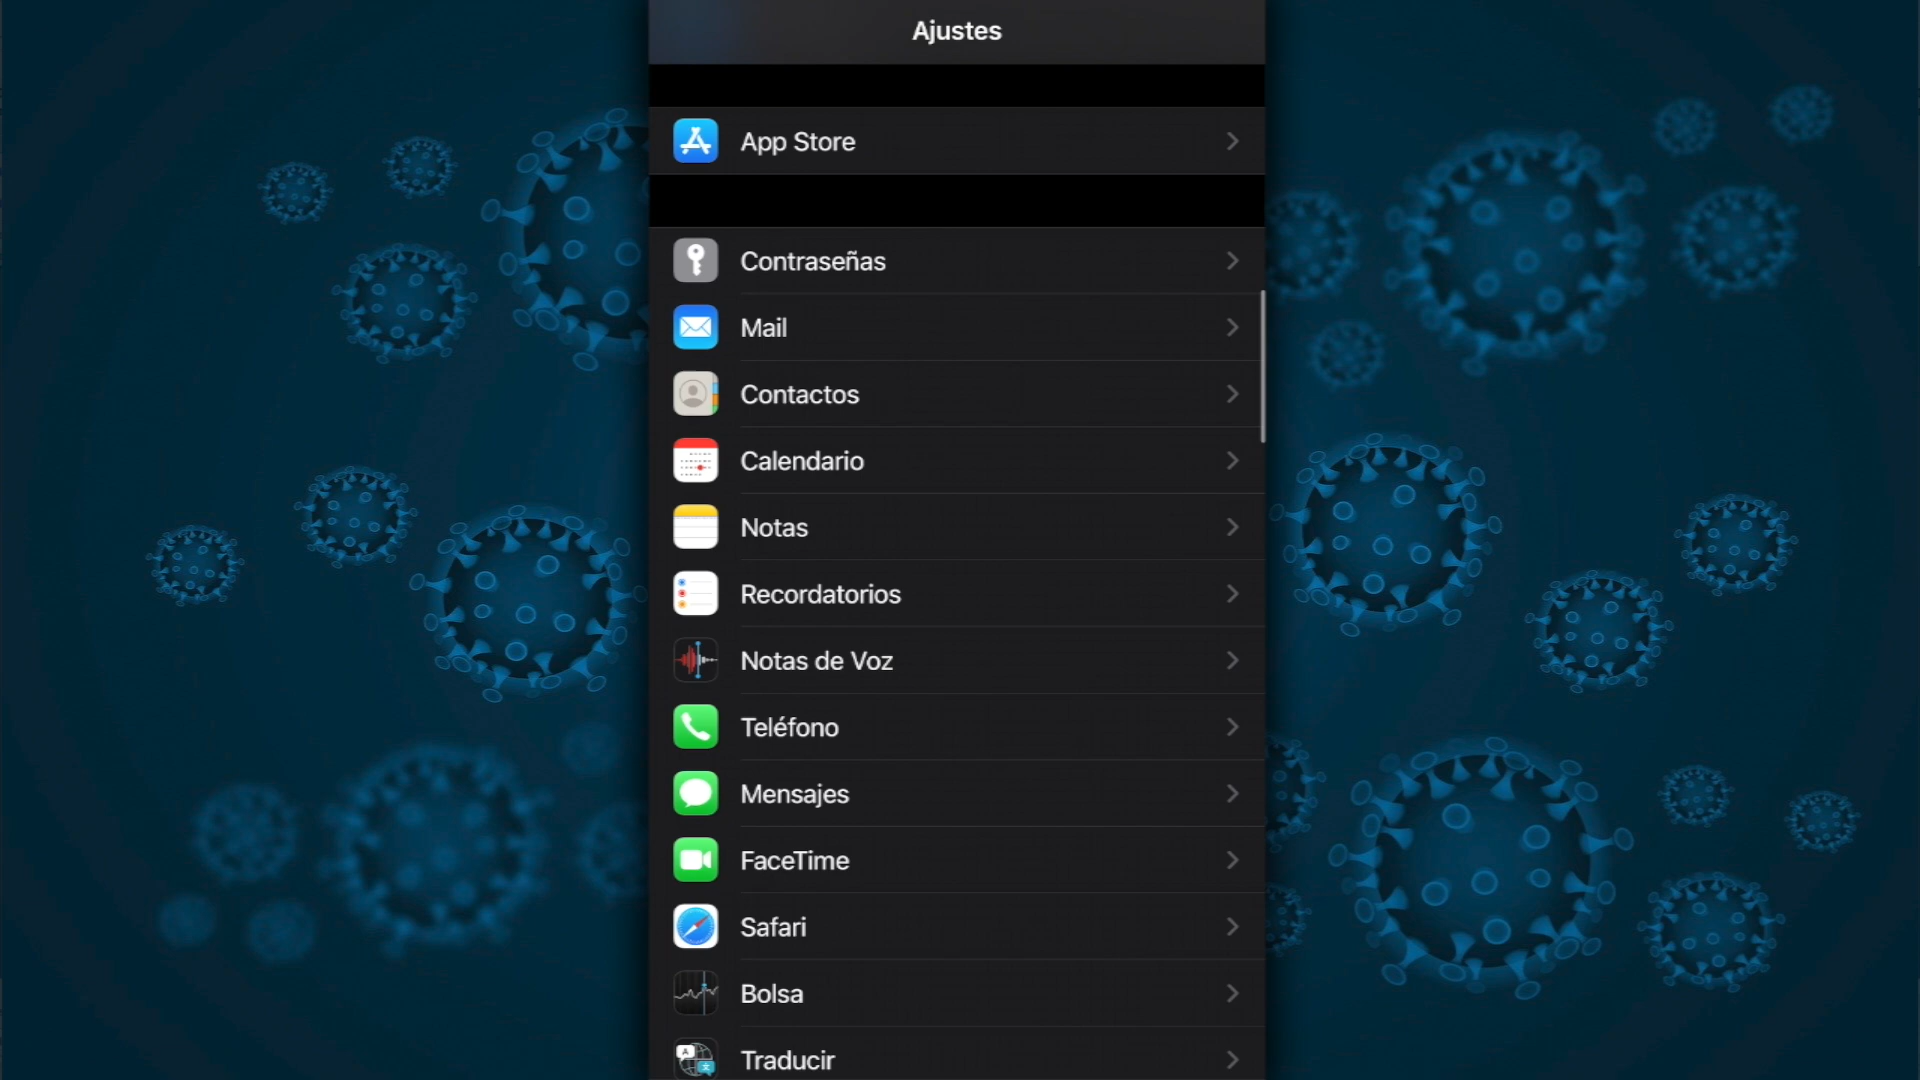 Ajustes
App Store
Contraseñas
Mail
Contactos
Calendario
Notas
Recordatorios
Notas de Voz
Teléfono
Mensajes
FaceTime
Safari
Bolsa
Traducir